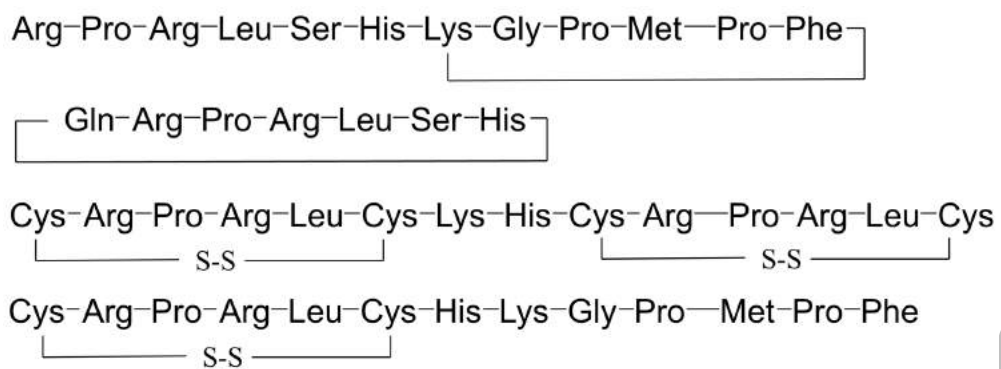 Arg-Pro-Arg-Leu-Ser-His-Lys-Gly-Pro-Met-Pro-Phe
Gln-Arg-Pro-Arg-Leu-Ser-His
Cys-Arg-Pro-Arg-Leu-Cys-Lys-His-Cys-Arg-Pro-Arg-Leu-Cys
S-S S-S
Cys-Arg-Pro-Arg-Leu-Cys-His-Lys-Gly-Pro-Met-Pro-Phe
S-S